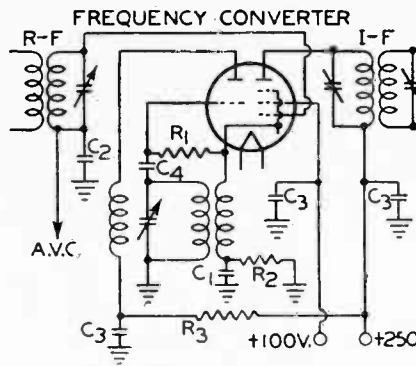 FREQUENCY CONVERTER
R-F
I-F
R1
C2
C4
C3
C3
A.V.C.
C1
R2
R3
C3
+100V.
+250